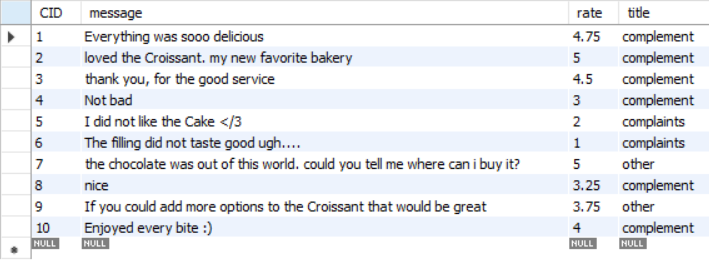 CID message rate title
1 Everything was sooo delicious 4.75 complement
2 loved the Croissant. my new favorite bakery 5 complement
3 thank you, for the good service 4.5 complement
4 Not bad 3 complement
5 I did not like the Cake </3 2 complaints
6 The filling did not taste good ugh.... 1 complaints
7 the chocolate was out of this world. could you tell me where can i buy it? 5 other
8 nice 3.25 complement
9 If you could add more options to the Croissant that would be great 3.75 other
10 Enjoyed every bite :) 4 complement
NULL NULL NULL NULL